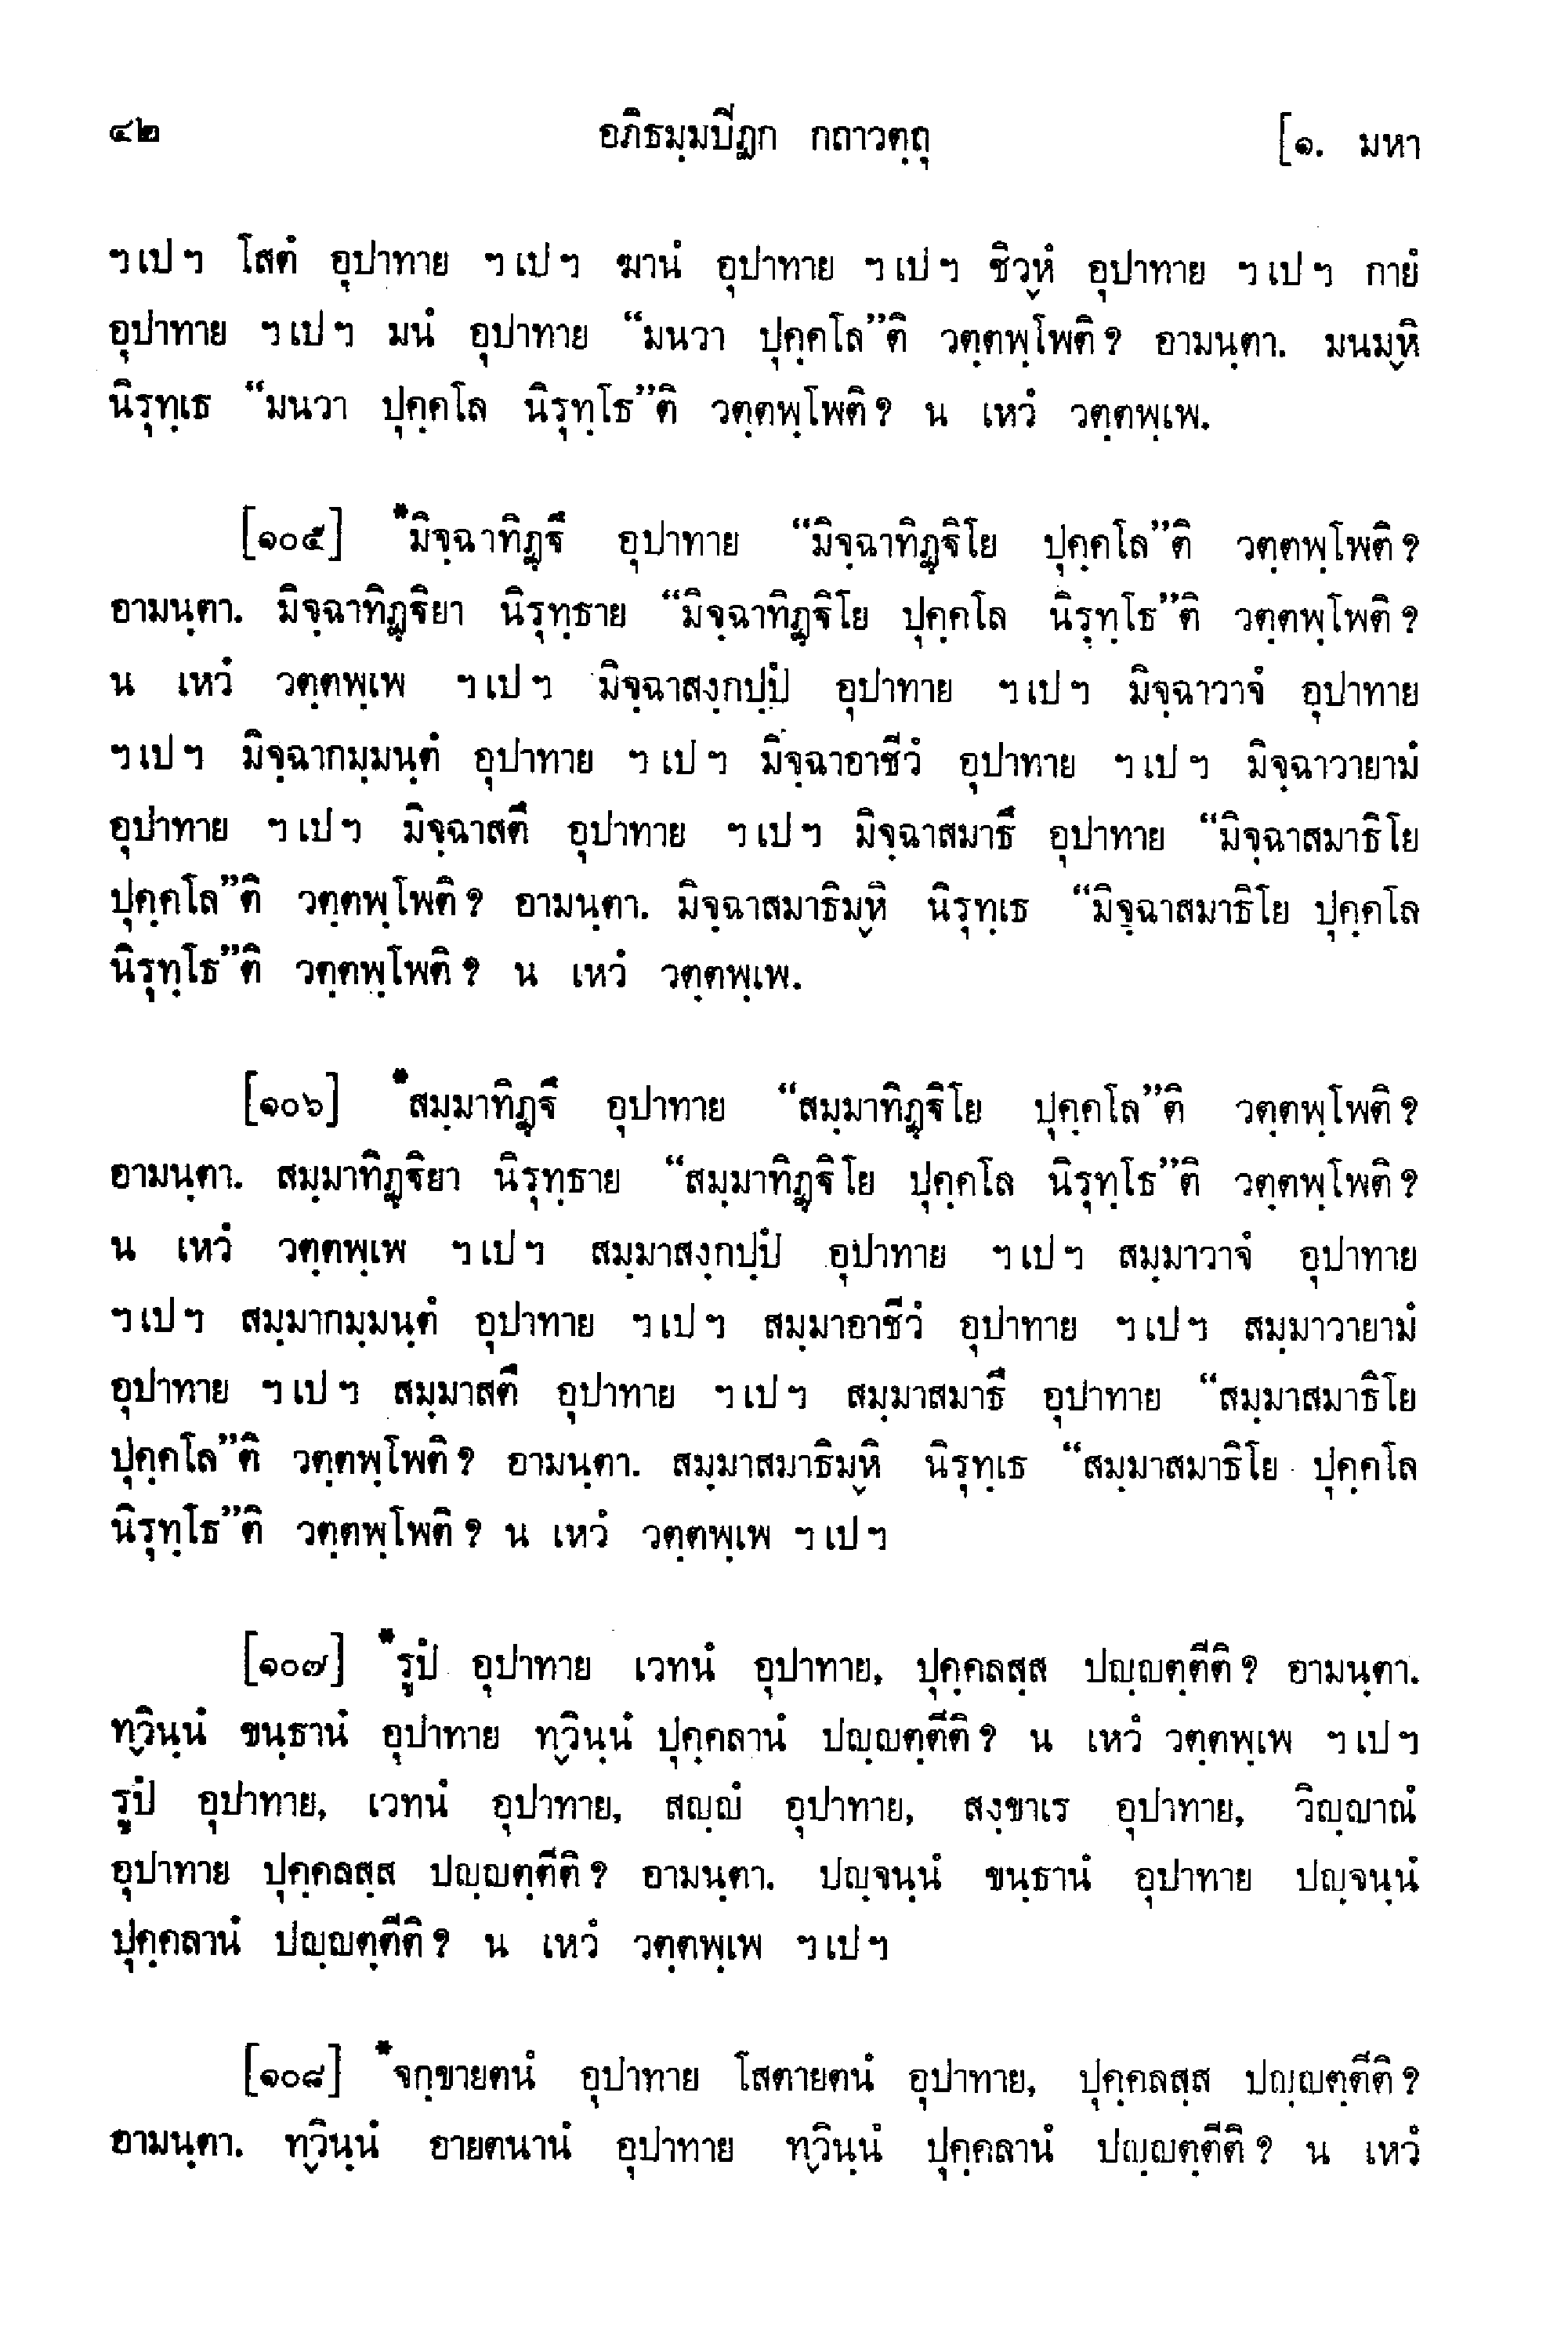 ๔๒ อภิธมฺมปิฏก กถาวตฺถุ [๑. มหา
ฯเปฯ โสตํ อุปาทาย ฯเปฯ ฆานํ อุปาทาย ฯเปฯ ชิวฺหํ อุปาทาย ฯเปฯ กายํ
อุปาทาย ฯเปฯ มนํ อุปาทาย “มนวา ปุคฺคโล”ติ วตฺตพฺโพติ? อามนฺตา. มนมฺหิ
นิรุทฺเธ “มนวา ปุคฺคโล นิรุทฺโธ”ติ วตฺตพฺโพติ? น เหวํ วตฺตพฺเพ.
[๑๐๕] *มิจฺฉาทิฏฺฐึ อุปาทาย “มิจฺฉาทิฏฺฐิโย ปุคฺคโล”ติ วตฺตพฺโพติ?
อามนฺตา. มิจฺฉาทิฏฺฐิยา นิรุทฺธาย “มิจฺฉาทิฏฺฐิโย ปุคฺคโล นิรุทฺโธ”ติ วตฺตพฺโพติ?
น เหวํ วตฺตพฺเพ ฯเปฯ มิจฺฉาสงฺกปฺปํ อุปาทาย ฯเปฯ มิจฺฉาวาจํ อุปาทาย
ฯเปฯ มิจฺฉากมฺมนฺตํ อุปาทาย ฯเปฯ มิจฺฉาอาชีวํ อุปาทาย ฯเปฯ มิจฺฉาวายามํ
อุปาทาย ฯเปฯ มิจฺฉาสตึ อุปาทาย ฯเปฯ มิจฺฉาสมาธึ อุปาทาย “มิจฺฉาสมาธิโย
ปุคฺคโล”ติ วตฺตพฺโพติ? อามนฺตา. มิจฺฉาสมาธิมฺหิ นิรุทฺเธ “มิจฺฉาสมาธิโย ปุคฺคโล
นิรุทฺโธ”ติ วตฺตพฺโพติ? น เหวํ วตฺตพฺเพ.
[๑๐๖] *สมฺมาทิฏฺฐึ อุปาทาย “สมฺมาทิฏฺฐิโย ปุคฺคโล”ติ วตฺตพฺโพติ?
อามนฺตา. สมฺมาทิฏฺฐิยา นิรุทฺธาย “สมฺมาทิฏฺฐิโย ปุคฺคโล นิรุทฺโธ”ติ วตฺตพฺโพติ?
น เหวํ วตฺตพฺเพ ฯเปฯ สมฺมาสงฺกปฺปํ อุปาทาย ฯเปฯ สมฺมาวาจํ อุปาทาย
ฯเปฯ สมฺมากมฺมนฺตํ อุปาทาย ฯเปฯ สมฺมาอาชีวํ อุปาทาย ฯเปฯ สมฺมาวายามํ
อุปาทาย ฯเปฯ สมฺมาสตึ อุปาทาย ฯเปฯ สมฺมาสมาธึ อุปาทาย “สมฺมาสมาธิโย
ปุคฺคโล”ติ วตฺตพฺโพติ? อามนฺตา. สมฺมาสมาธิมฺหิ นิรุทฺเธ “สมฺมาสมาธิโย ปุคฺคโล
นิรุทฺโธ”ติ วตฺตพฺโพติ? น เหวํ วตฺตพฺเพ ฯเปฯ
[๑๐๗] *รูปํ อุปาทาย เวทนํ อุปาทาย, ปุคฺคลสฺส ปญฺญตฺตีติ? อามนฺตา.
ทฺวินฺนํ ขนฺธานํ อุปาทาย ทฺวินฺนํ ปุคฺคลานํ ปญฺญตฺตีติ? น เหวํ วตฺตพฺเพ ฯเปฯ
รูปํ อุปาทาย, เวทนํ อุปาทาย, สญฺญํ อุปาทาย, สงฺขาเร อุปาทาย, วิญฺญาณํ
อุปาทาย ปุคฺคลสฺส ปญฺญตฺตีติ? อามนฺตา. ปญฺจนฺนํ ขนฺธานํ อุปาทาย ปญฺจนฺนํ
ปุคฺคลานํ ปญฺญตฺตีติ? น เหวํ วตฺตพฺเพ ฯเปฯ
[๑๐๘] *จกฺขายตนํ อุปาทาย โสตายตนํ อุปาทาย, ปุคฺคลสฺส ปญฺญตฺตีติ?
อามนฺตา. ทฺวินฺนํ อายตนานํ อุปาทาย ทฺวินฺนํ ปุคฺคลานํ ปญฺญตฺตีติ? น เหวํ